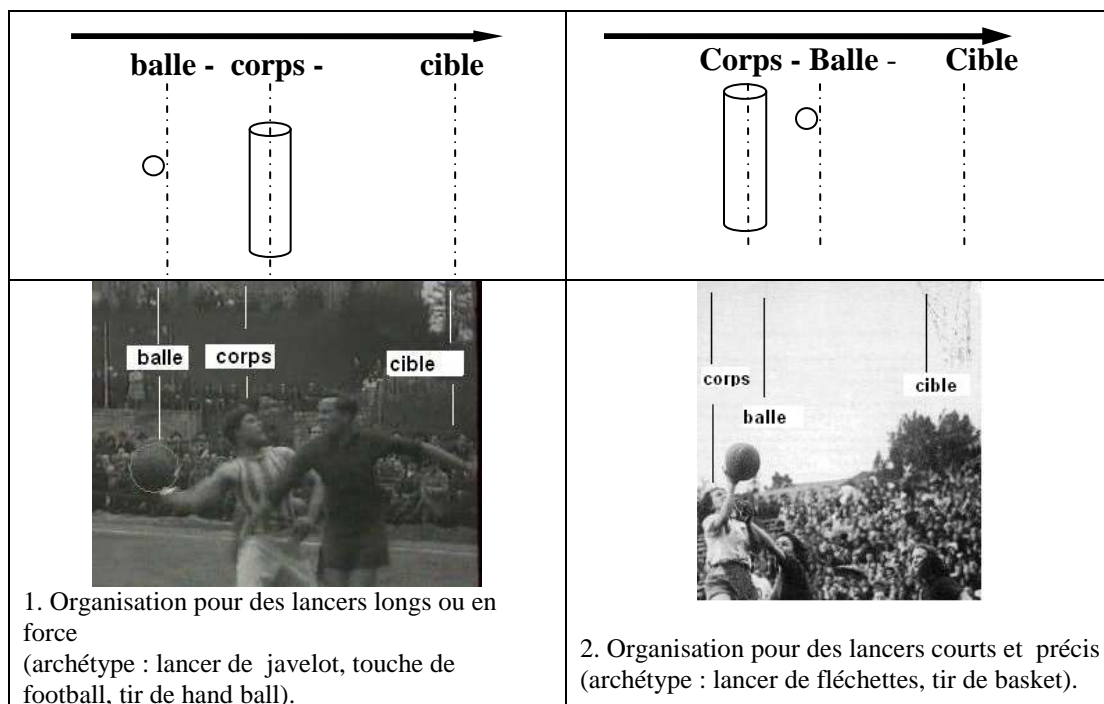 balle - corps - cible
Corps - Balle - Cible
balle
corps
cible
corps
balle
cible
1. Organisation pour des lancers longs ou en
force
(archétype : lancer de javelot, touche de
football, tir de hand ball).
2. Organisation pour des lancers courts et précis
(archétype : lancer de fléchettes, tir de basket).